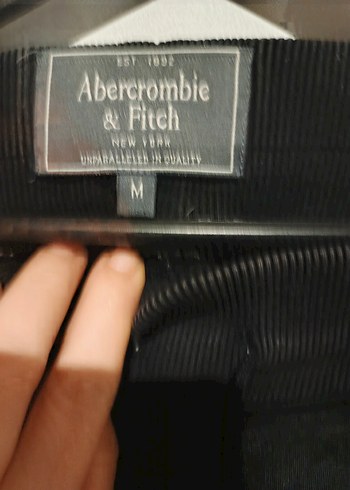 EST 1892
Abercrombie
& Fitch
NEW YORK
UNPARALLELED IN QUALITY
M